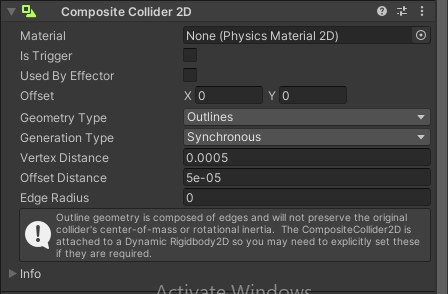 Composite Collider 2D
Material None (Physics Material 2D)
Is Trigger
Used By Effector
Offset X 0 Y 0
Geometry Type Outlines
Generation Type Synchronous
Vertex Distance 0.0005
Offset Distance 5e-05
Edge Radius 0
Outline geometry is composed of edges and will not preserve the original
collider's center-of-mass or rotational inertia. The CompositeCollider2D is
attached to a Dynamic Rigidbody2D so you may need to explicitly set these
if they are required.
Info
Activate Windows